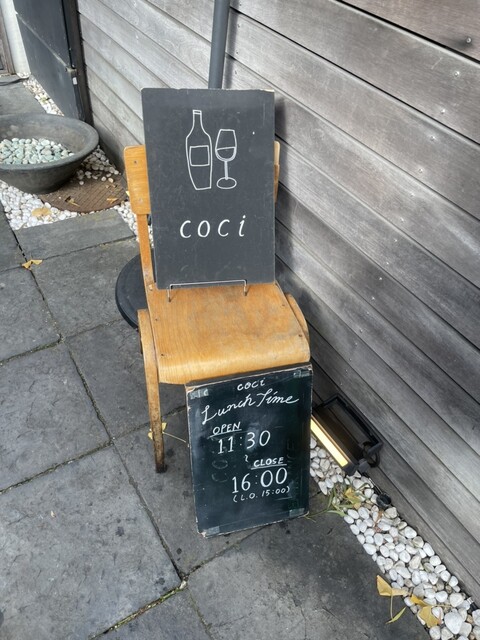 coci
coci
Lunch Time
OPEN
11:30
~
CLOSE
16:00
(L.O. 15:00)